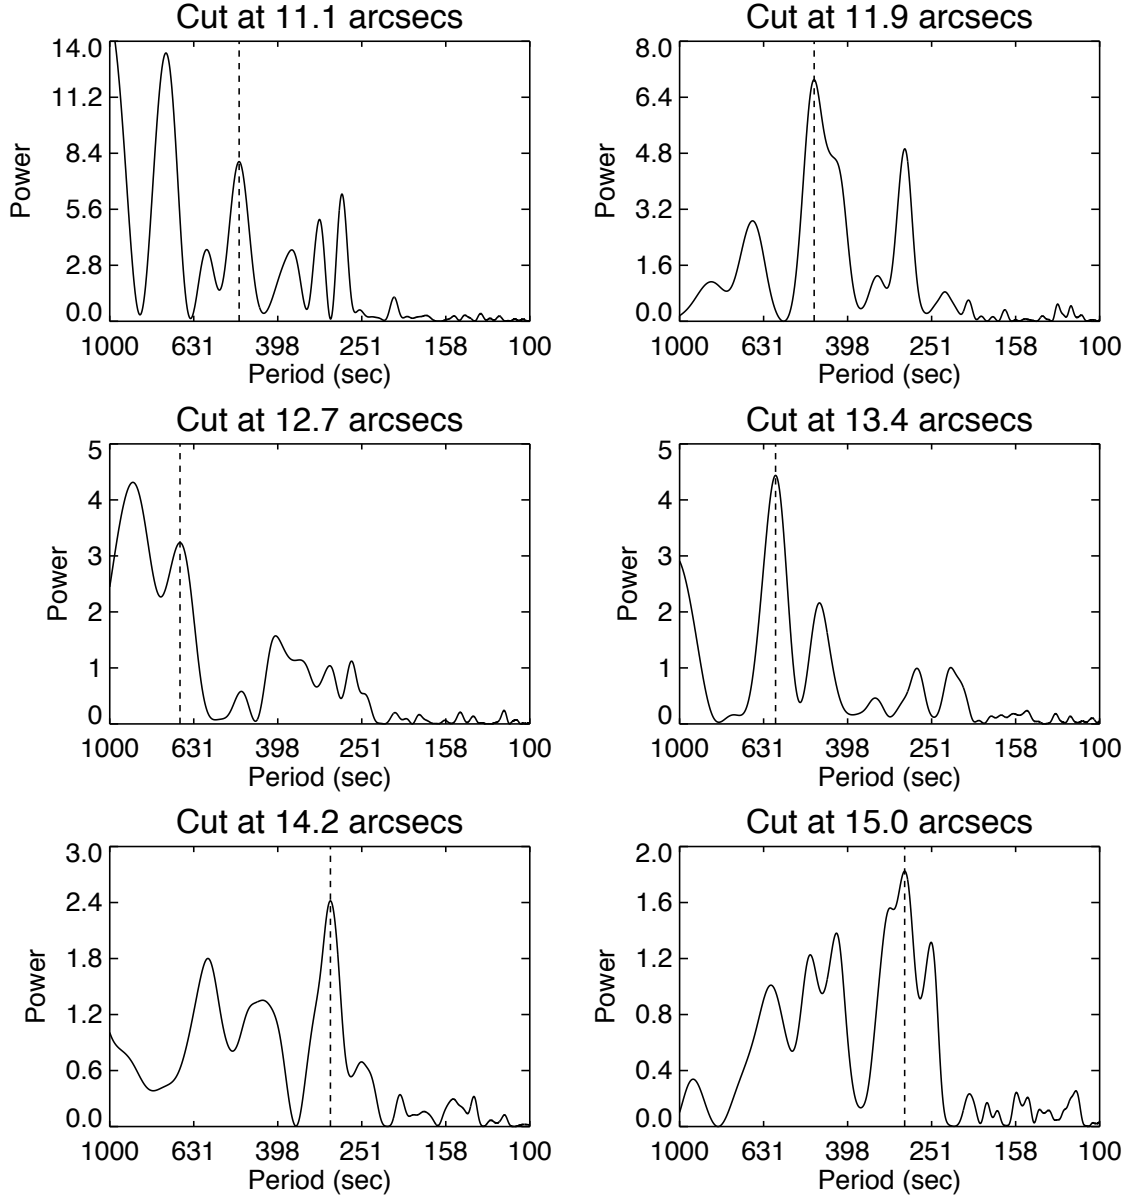 Cut at 11.1 arcsecs
14.0
11.2
8.4
5.6
2.8
0.0
Power
1000 631 398 251 158 100
Period (sec)
Cut at 11.9 arcsecs
8.0
6.4
4.8
3.2
1.6
0.0
Power
1000 631 398 251 158 100
Period (sec)
Cut at 12.7 arcsecs
5
4
3
2
1
0
Power
1000 631 398 251 158 100
Period (sec)
Cut at 13.4 arcsecs
5
4
3
2
1
0
Power
1000 631 398 251 158 100
Period (sec)
Cut at 14.2 arcsecs
3.0
2.4
1.8
1.2
0.6
0.0
Power
1000 631 398 251 158 100
Period (sec)
Cut at 15.0 arcsecs
2.0
1.6
1.2
0.8
0.4
0.0
Power
1000 631 398 251 158 100
Period (sec)